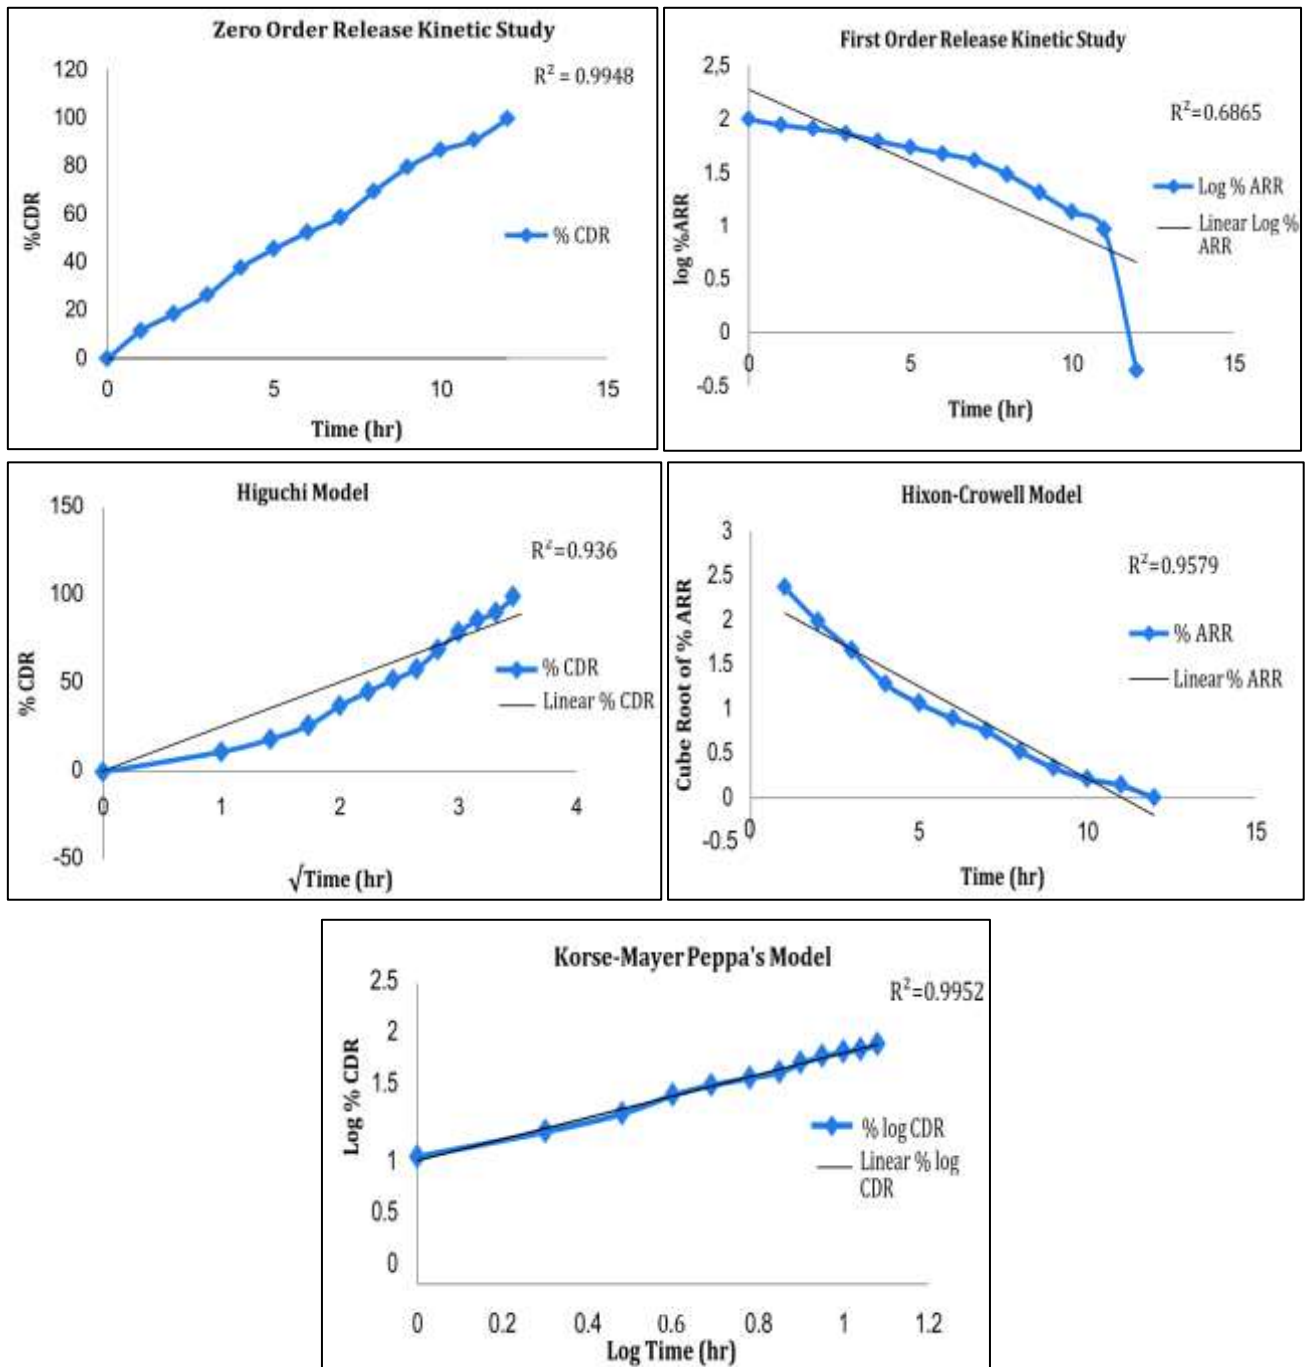 Zero Order Release Kinetic Study
R² = 0.9948
120
100
80
60
40
20
0
%CDR
% CDR
0 5 10 15
Time (hr)
First Order Release Kinetic Study
R²=0.6865
2,5
2
1.5
1
0.5
0
-0.5
log %ARR
Log % ARR
Linear Log %
ARR
0 5 10 15
Time (hr)
Higuchi Model
R²=0.936
150
100
50
0
-50
% CDR
% CDR
Linear % CDR
0 1 2 3 4
√Time (hr)
Hixon-Crowell Model
R²=0.9579
3
2.5
2
1.5
1
0.5
0
-0.5
Cube Root of % ARR
% ARR
Linear % ARR
0 5 10 15
Time (hr)
Korse-Mayer Peppa's Model
R²=0.9952
2.5
2
1.5
1
0.5
0
Log % CDR
% log CDR
Linear % log
CDR
0 0.2 0.4 0.6 0.8 1 1.2
Log Time (hr)